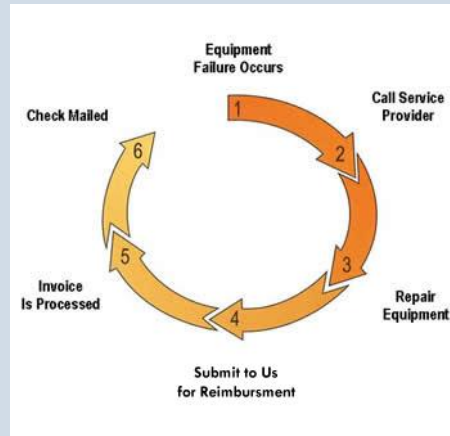 Equipment
Failure Occurs
1
Call Service
Provider
2
3
Repair
Equipment
4
Submit to Us
for Reimbursment
5
Invoice
Is Processed
6
Check Mailed